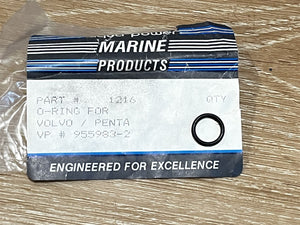 MARINE
PRODUCTS
PART # 1216 QTY
O-RING FOR
VOLVO / PENTA
VP # 955983-2
ENGINEERED FOR EXCELLENCE